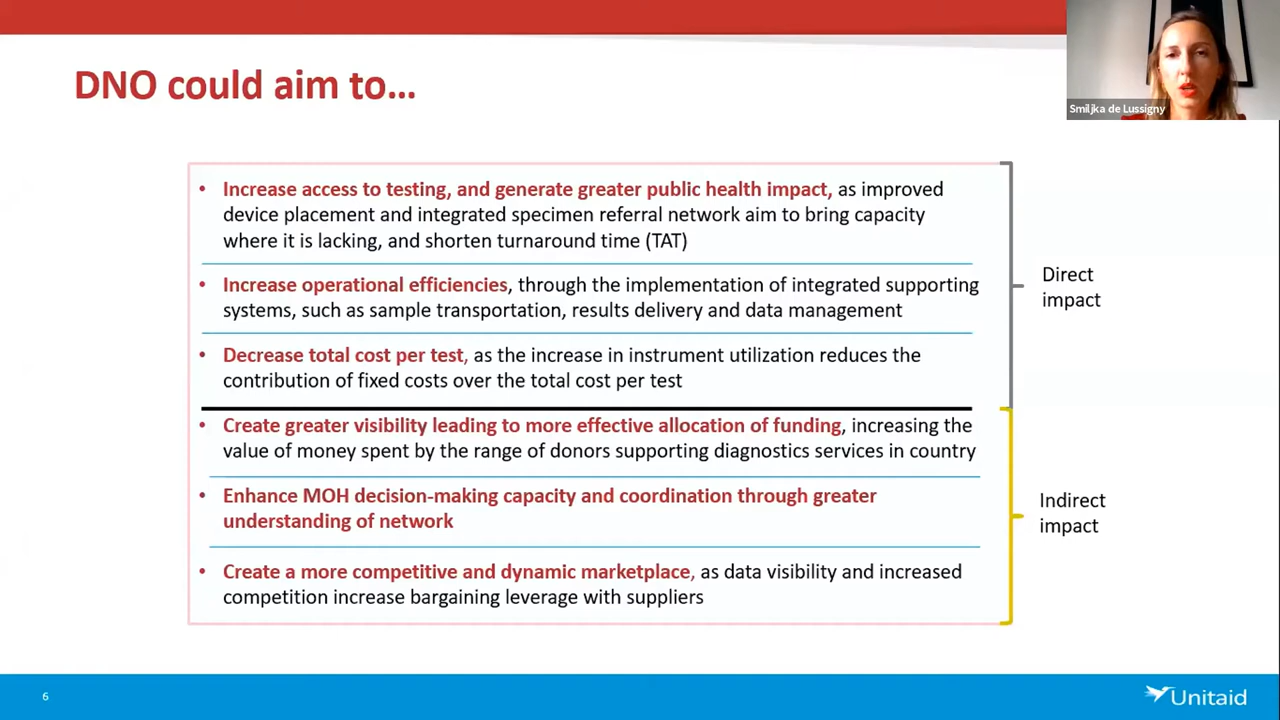 DNO could aim to...
Smiljka de Lussigny
• Increase access to testing, and generate greater public health impact, as improved
device placement and integrated specimen referral network aim to bring capacity
where it is lacking, and shorten turnaround time (TAT)
• Increase operational efficiencies, through the implementation of integrated supporting
systems, such as sample transportation, results delivery and data management
• Decrease total cost per test, as the increase in instrument utilization reduces the
contribution of fixed costs over the total cost per test
Direct
impact
• Create greater visibility leading to more effective allocation of funding, increasing the
value of money spent by the range of donors supporting diagnostics services in country
• Enhance MOH decision-making capacity and coordination through greater
understanding of network
• Create a more competitive and dynamic marketplace, as data visibility and increased
competition increase bargaining leverage with suppliers
Indirect
impact
6
Unitaid